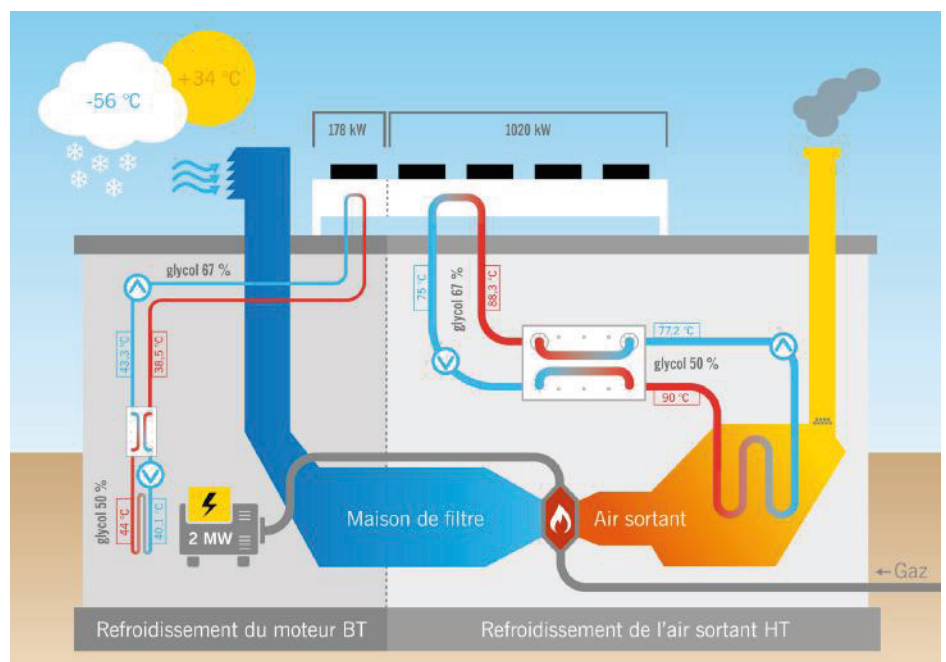 +34 °C
-56 °C
178 kW
1020 kW
glycol 67 %
75 °C
glycol 67 %
88,3 °C
43,3 °C
38,5 °C
77,2 °C
glycol 50 %
90 °C
glycol 50 %
44 °C
40,1 °C
2 MW
Maison de filtre
Air sortant
←Gaz
Refroidissement du moteur BT
Refroidissement de l'air sortant HT